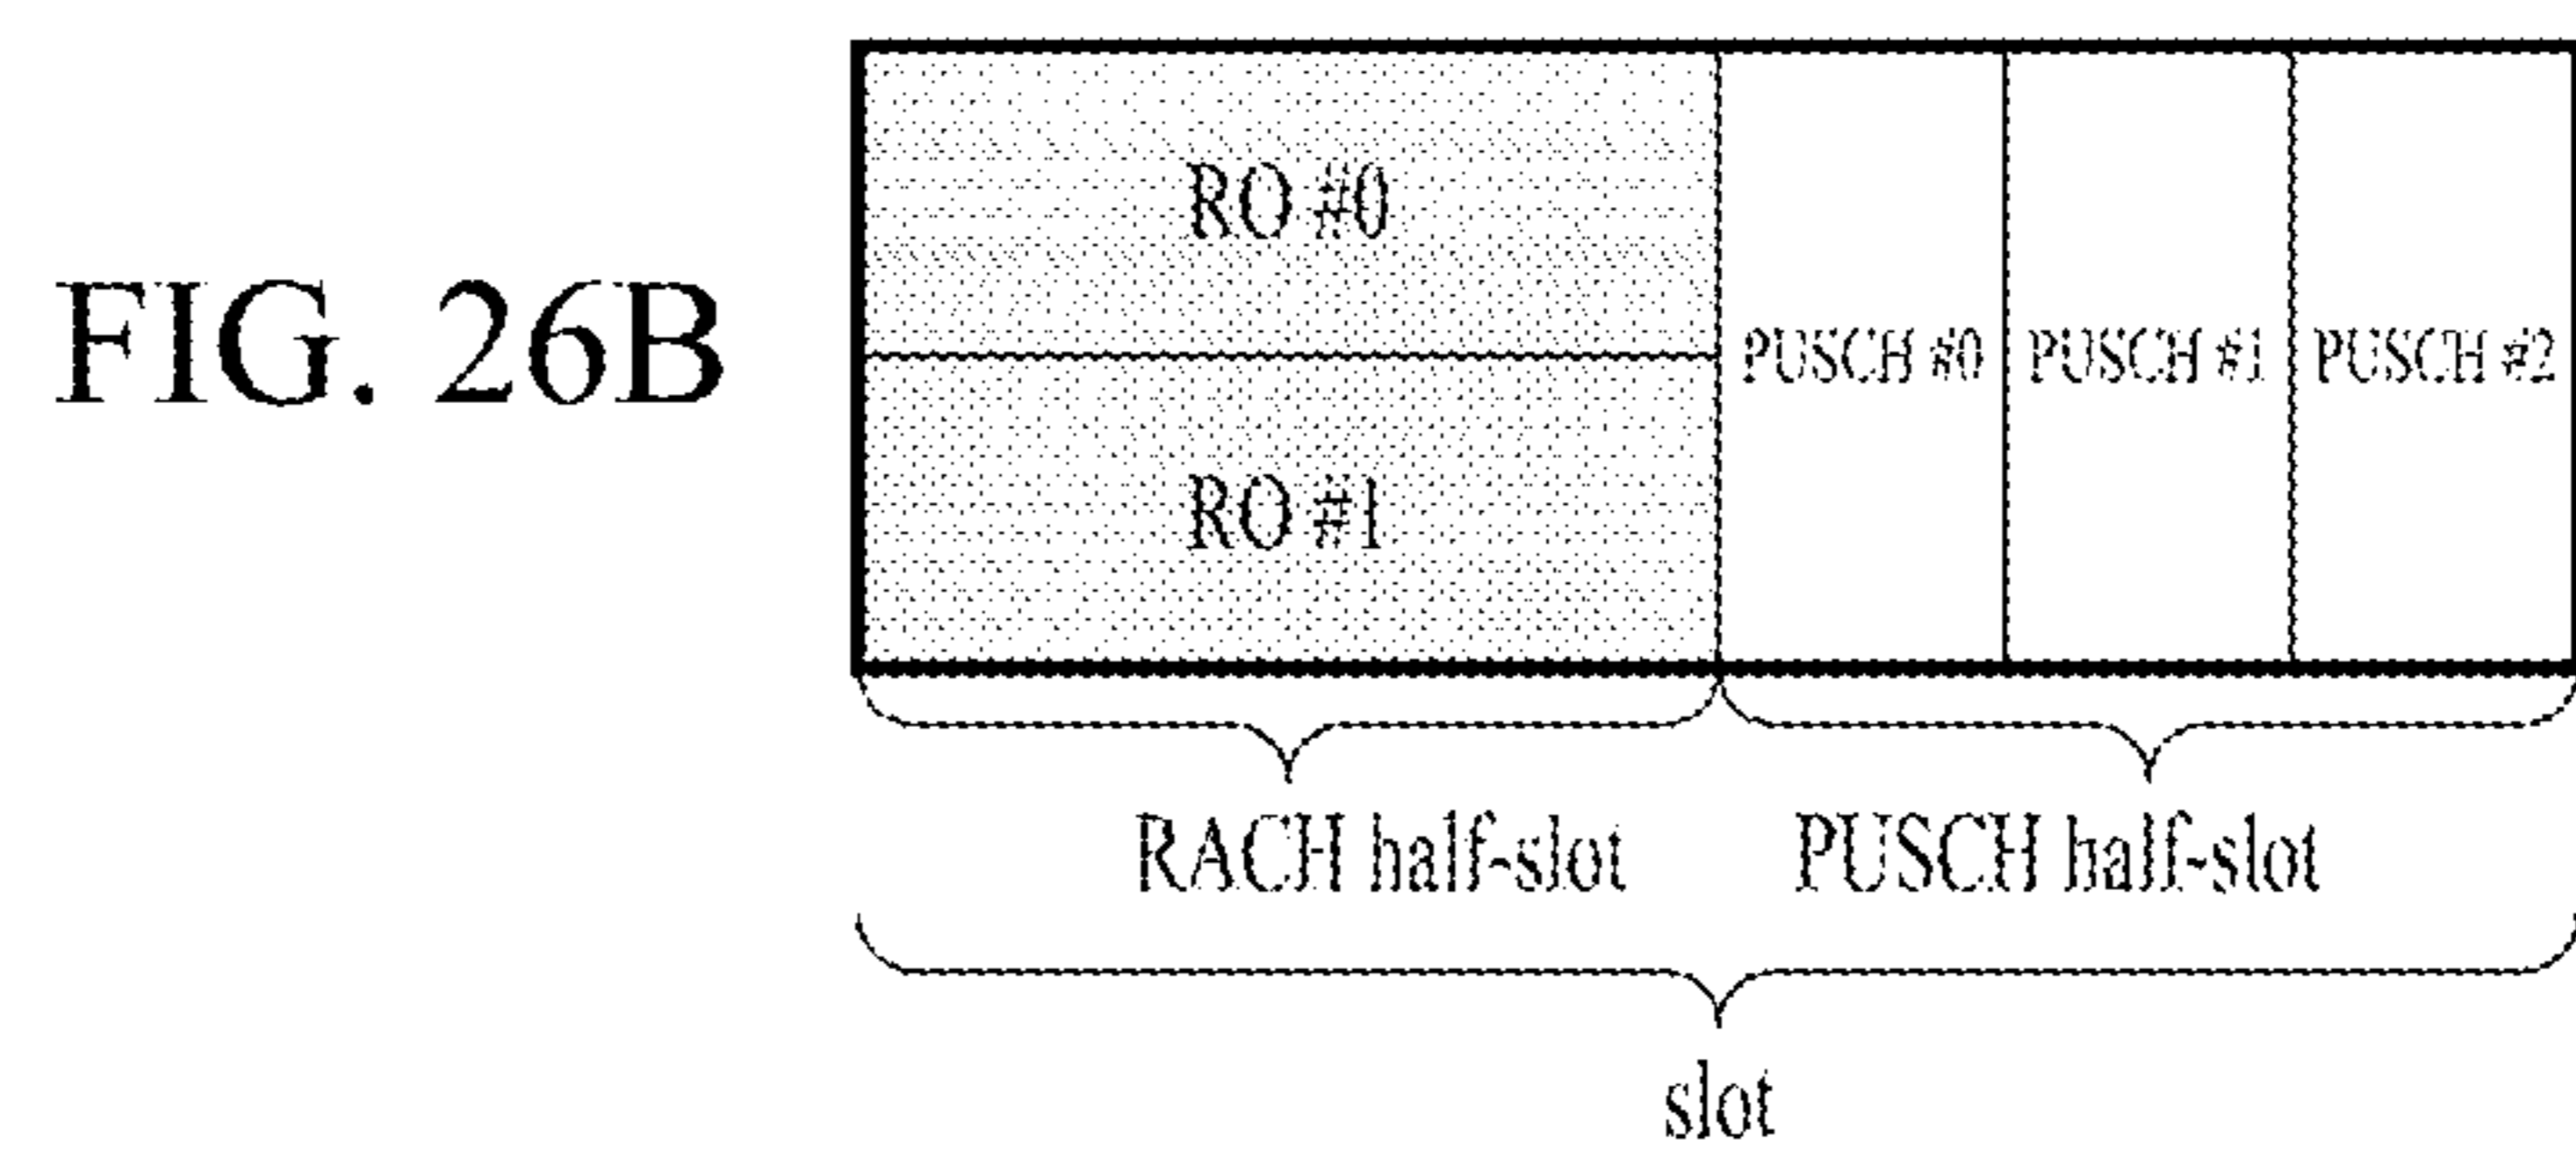 FIG. 26B
RO #0
RO #1
PUSCH #0
PUSCH #1
PUSCH #2
RACH half-slot
PUSCH half-slot
slot